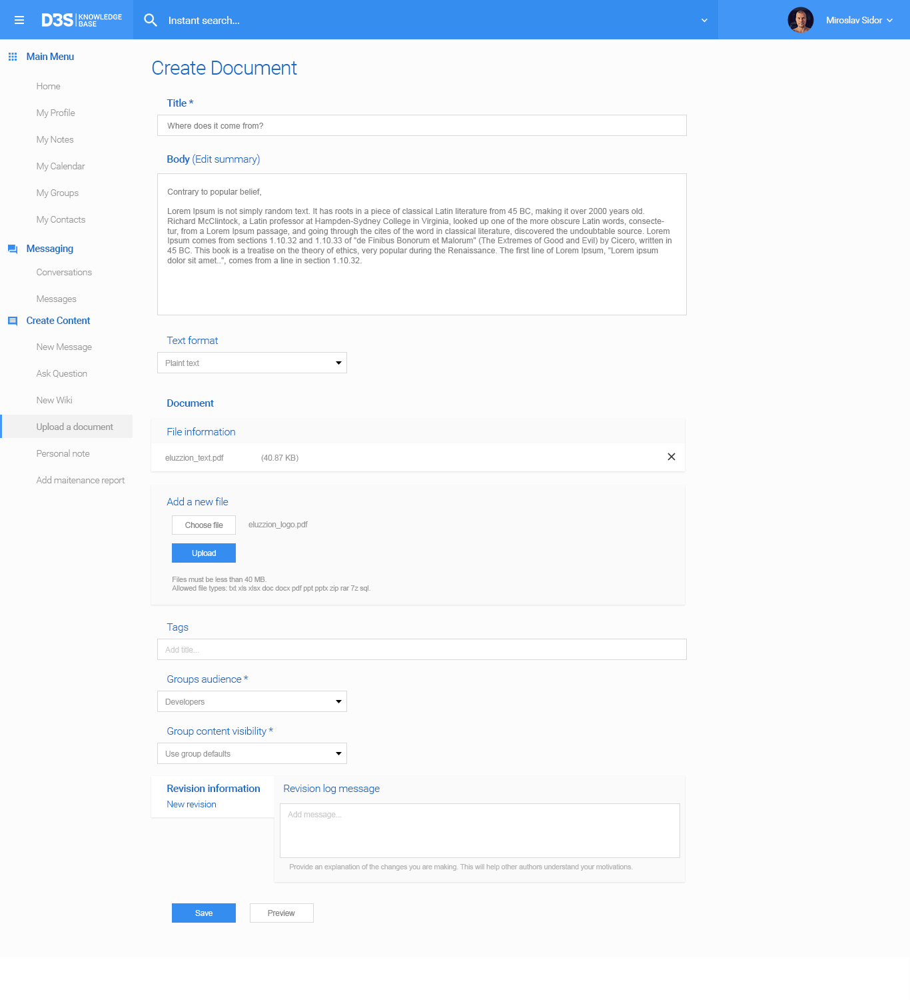 D3S KNOWLEDGE BASE
Instant search...
Miroslav Sidor
Main Menu
Home
My Profile
My Notes
My Calendar
My Groups
My Contacts
Messaging
Conversations
Messages
Create Content
New Message
Ask Question
New Wiki
Upload a document
Personal note
Add maitenance report
Create Document
Title *
Where does it come from?
Body (Edit summary)
Contrary to popular belief,
Lorem Ipsum is not simply random text. It has roots in a piece of classical Latin literature from 45 BC, making it over 2000 years old.
Richard McClintock, a Latin professor at Hampden-Sydney College in Virginia, looked up one of the more obscure Latin words, consecte-
tur, from a Lorem Ipsum passage, and going through the cites of the word in classical literature, discovered the undoubtable source. Lorem
Ipsum comes from sections 1.10.32 and 1.10.33 of "de Finibus Bonorum et Malorum" (The Extremes of Good and Evil) by Cicero, written in
45 BC. This book is a treatise on the theory of ethics, very popular during the Renaissance. The first line of Lorem Ipsum, "Lorem ipsum
dolor sit amet..", comes from a line in section 1.10.32.
Text format
Plaint text
Document
File information
eluzzion_text.pdf (40.87 KB)
Add a new file
Choose file eluzzion_logo.pdf
Upload
Files must be less than 40 MB.
Allowed file types: txt xls xlsx doc docx pdf ppt pptx zip rar 7z sql.
Tags
Add title...
Groups audience *
Developers
Group content visibility *
Use group defaults
Revision information
New revision
Revision log message
Add message...
Provide an explanation of the changes you are making. This will help other authors understand your motivations.
Save Preview